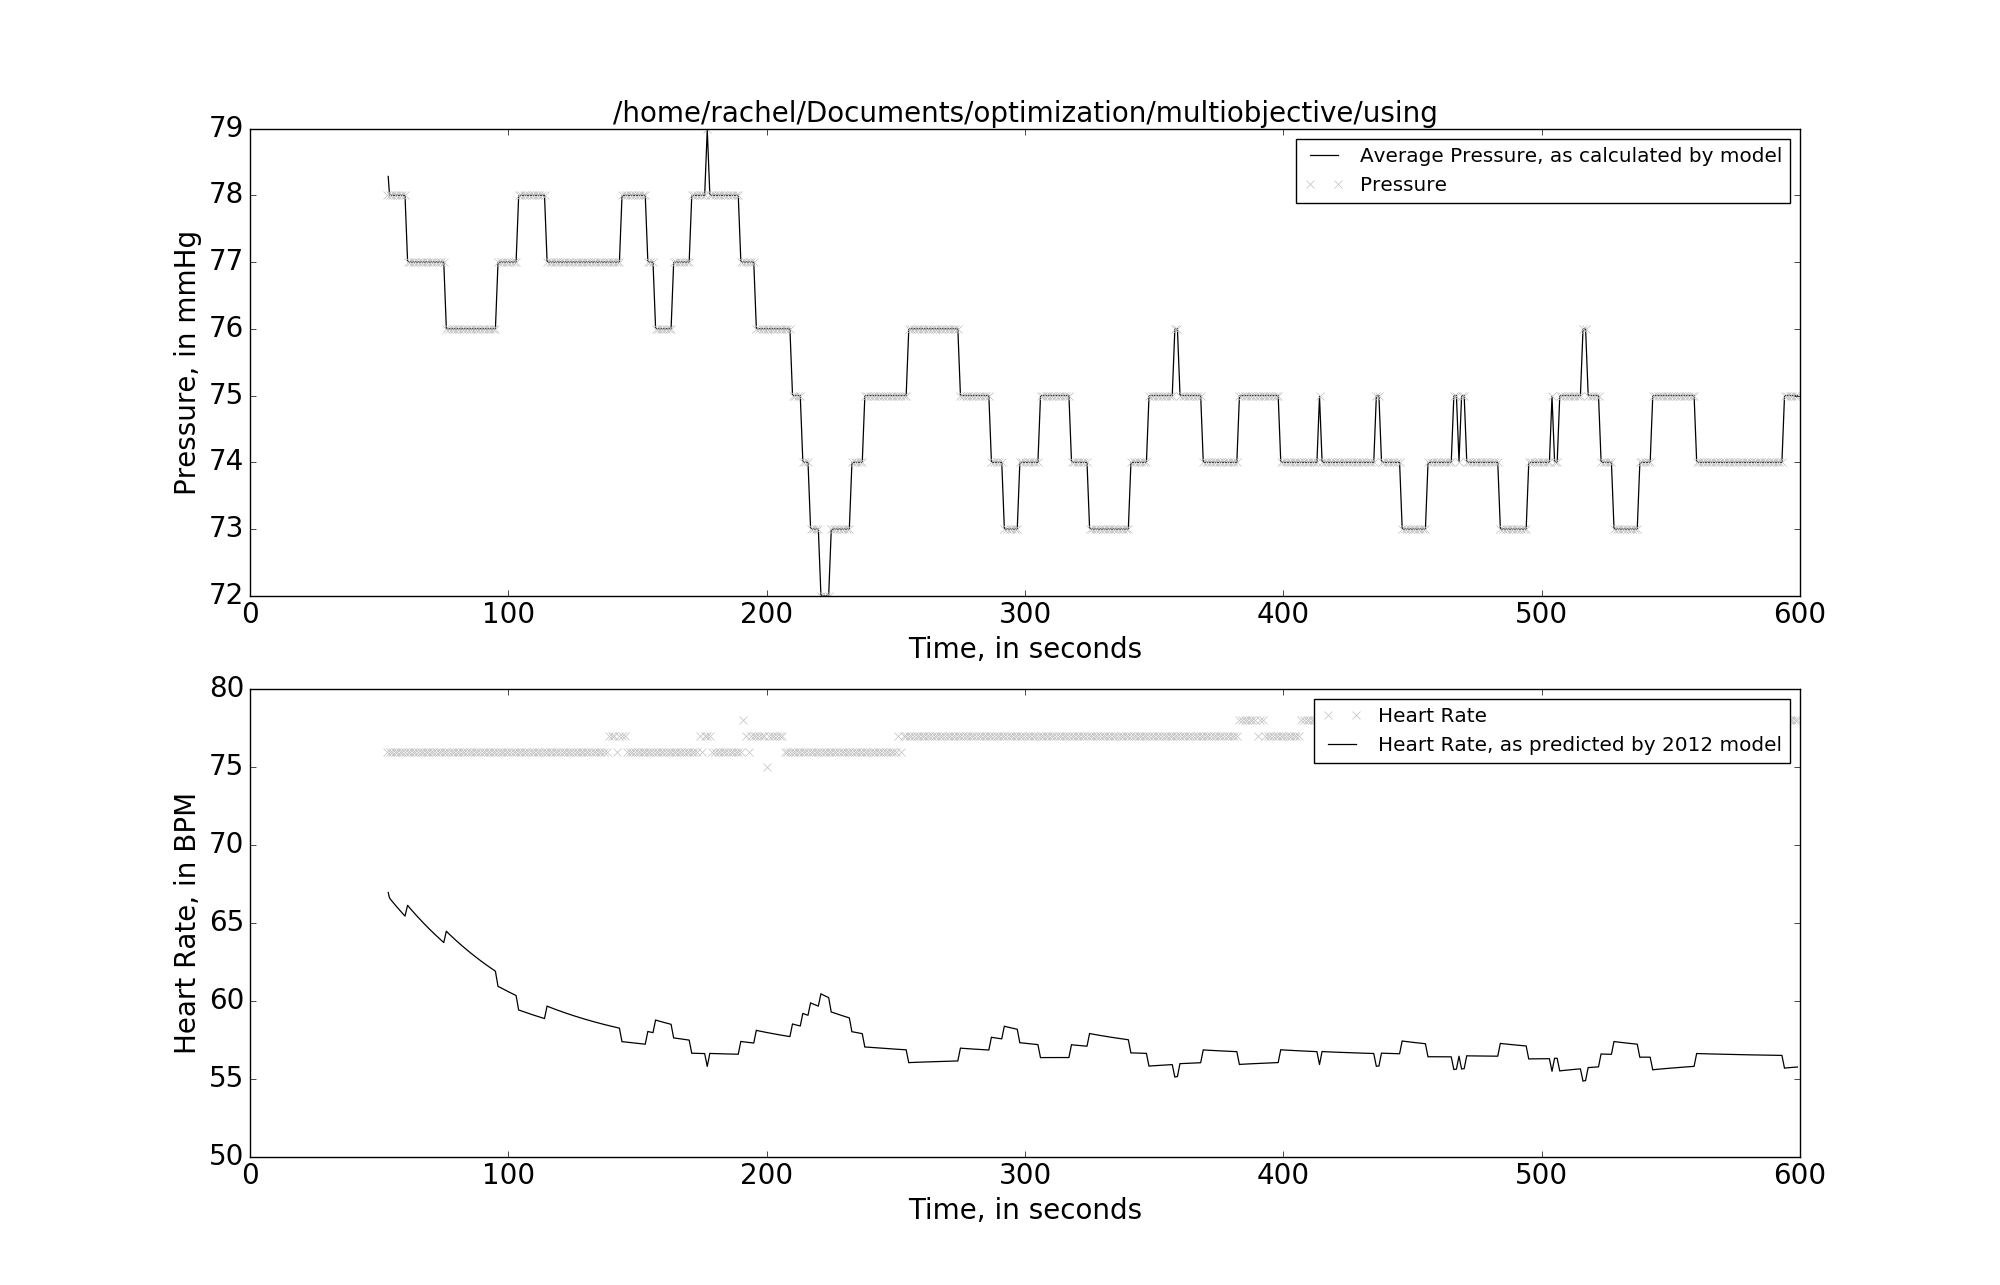 /home/rachel/Documents/optimization/multiobjective/using
79
78
77
76
75
74
73
72
Pressure, in mmHg
Average Pressure, as calculated by model
Pressure
0 100 200 300 400 500 600
Time, in seconds
80
75
70
65
60
55
50
Heart Rate, in BPM
Heart Rate
Heart Rate, as predicted by 2012 model
0 100 200 300 400 500 600
Time, in seconds